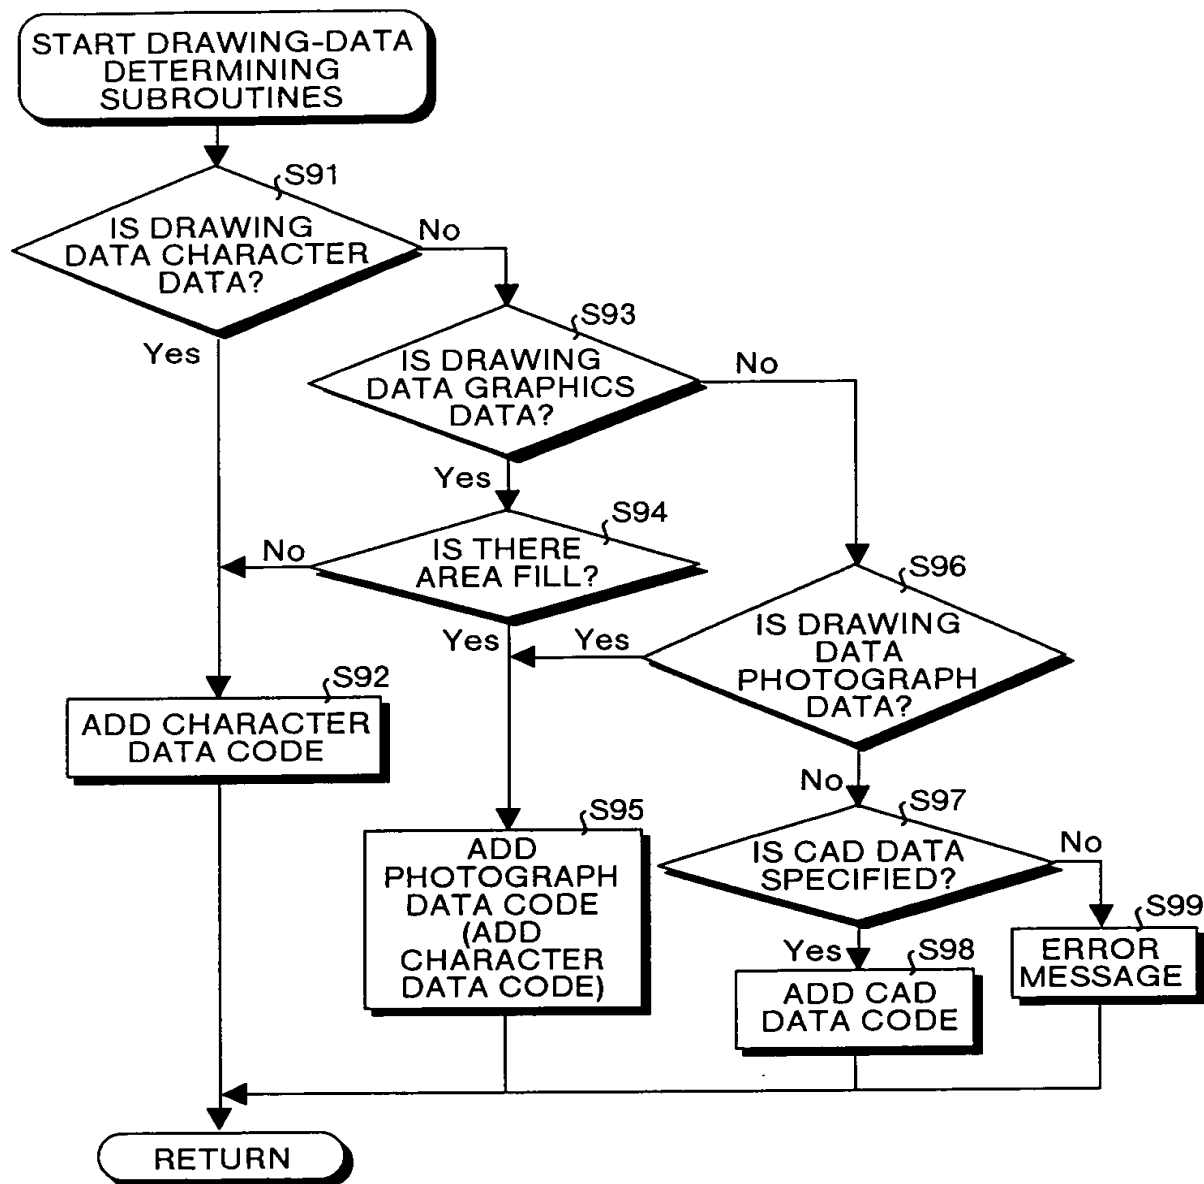 START DRAWING-DATA
DETERMINING
SUBROUTINES
S91
IS DRAWING
DATA CHARACTER
DATA?
No
Yes
S93
IS DRAWING
DATA GRAPHICS
DATA?
No
Yes
S94
IS THERE
AREA FILL?
No
Yes
S96
IS DRAWING
DATA
PHOTOGRAPH
DATA?
Yes
No
S92
ADD CHARACTER
DATA CODE
S95
ADD
PHOTOGRAPH
DATA CODE
(ADD
CHARACTER
DATA CODE)
S97
IS CAD DATA
SPECIFIED?
No
Yes
S98
ADD CAD
DATA CODE
S99
ERROR
MESSAGE
RETURN